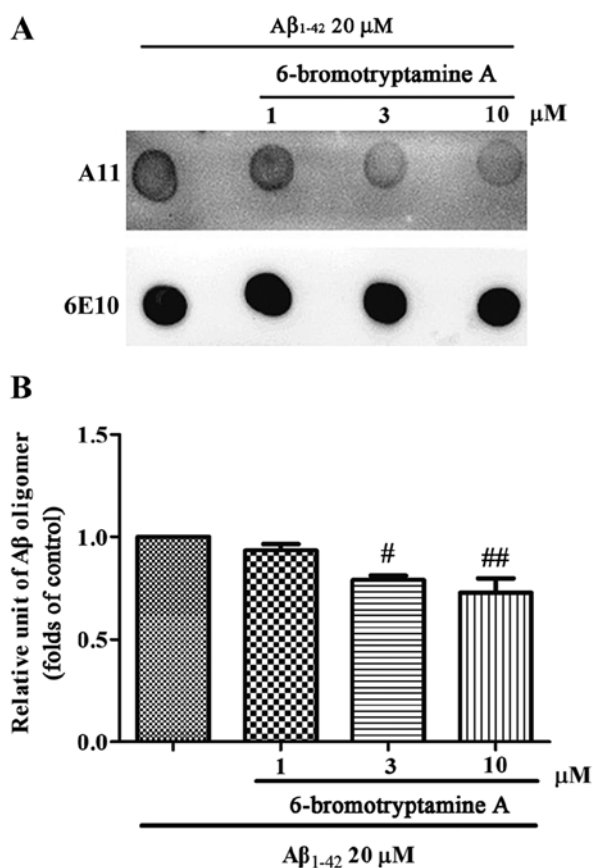 A
Aβ1-42 20 μM
6-bromotryptamine A
1 3 10 μM
A11
6E10
B
Relative unit of Aβ oligomer
(folds of control)
1.5
1.0
0.5
0.0
# ##
1 3 10 μM
6-bromotryptamine A
Aβ1-42 20 μM